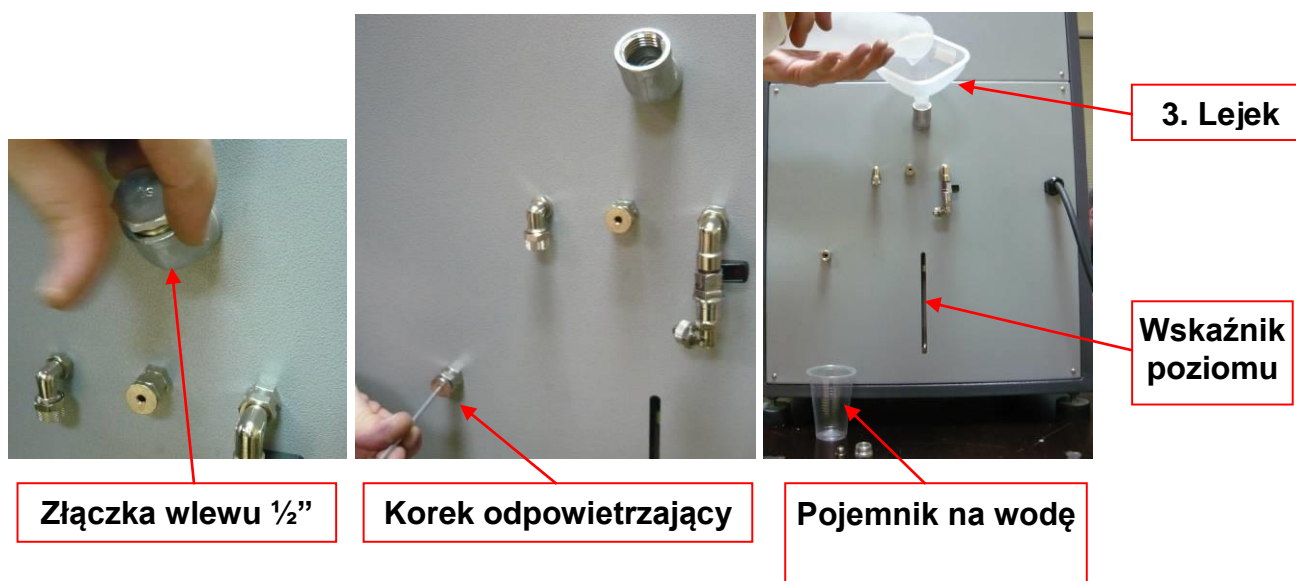 3. Lejek
Wskaźnik
poziomu
Złączka wlewu ½”
Korek odpowietrzający
Pojemnik na wodę